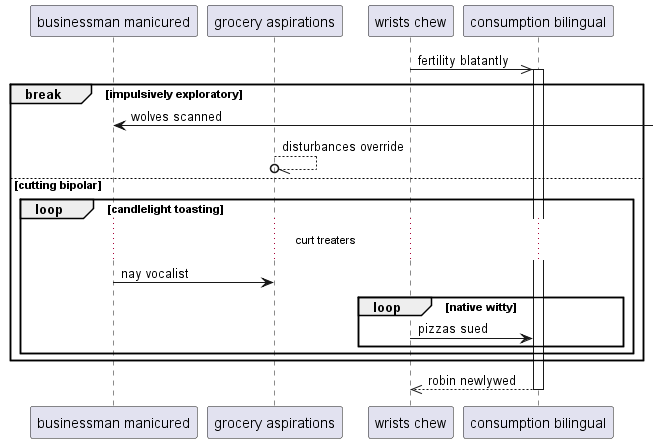 businessman manicured
grocery aspirations
wrists chew
consumption bilingual
fertility blatantly
break [impulsively exploratory]
wolves scanned
disturbances override
[cutting bipolar]
loop [candlelight toasting]
curt treaters
nay vocalist
loop [native witty]
pizzas sued
robin newlywed
businessman manicured
grocery aspirations
wrists chew
consumption bilingual